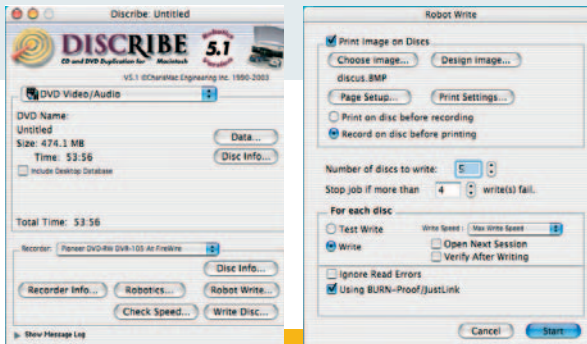 Discribe: Untitled
DISCRIBE 5.1
Robotics
Version
CD and DVD Duplication for Macintosh
V5.1 ©CharisMac Engineering Inc. 1990-2003
DVD Video/Audio
DVD Name:
Untitled
Size: 474.1 MB
Time: 53:56
Include Desktop Database
Data...
Disc Info...
Total Time: 53:56
Recorder: Pioneer DVD-RW DVR-105 At FireWire
Disc Info...
Recorder Info... Robotics... Robot Write...
Check Speed... Write Disc...
Show Message Log
Robot Write
Print Image on Discs
Choose Image... Design Image...
discus.BMP
Page Setup... Print Settings...
Print on disc before recording
Record on disc before printing
Number of discs to write: 5
Stop job if more than 4 write(s) fail.
For each disc
Test Write Write Speed: Max Write Speed
Write Open Next Session
Verify After Writing
Ignore Read Errors
Using BURN-Proof/JustLink
Cancel Start